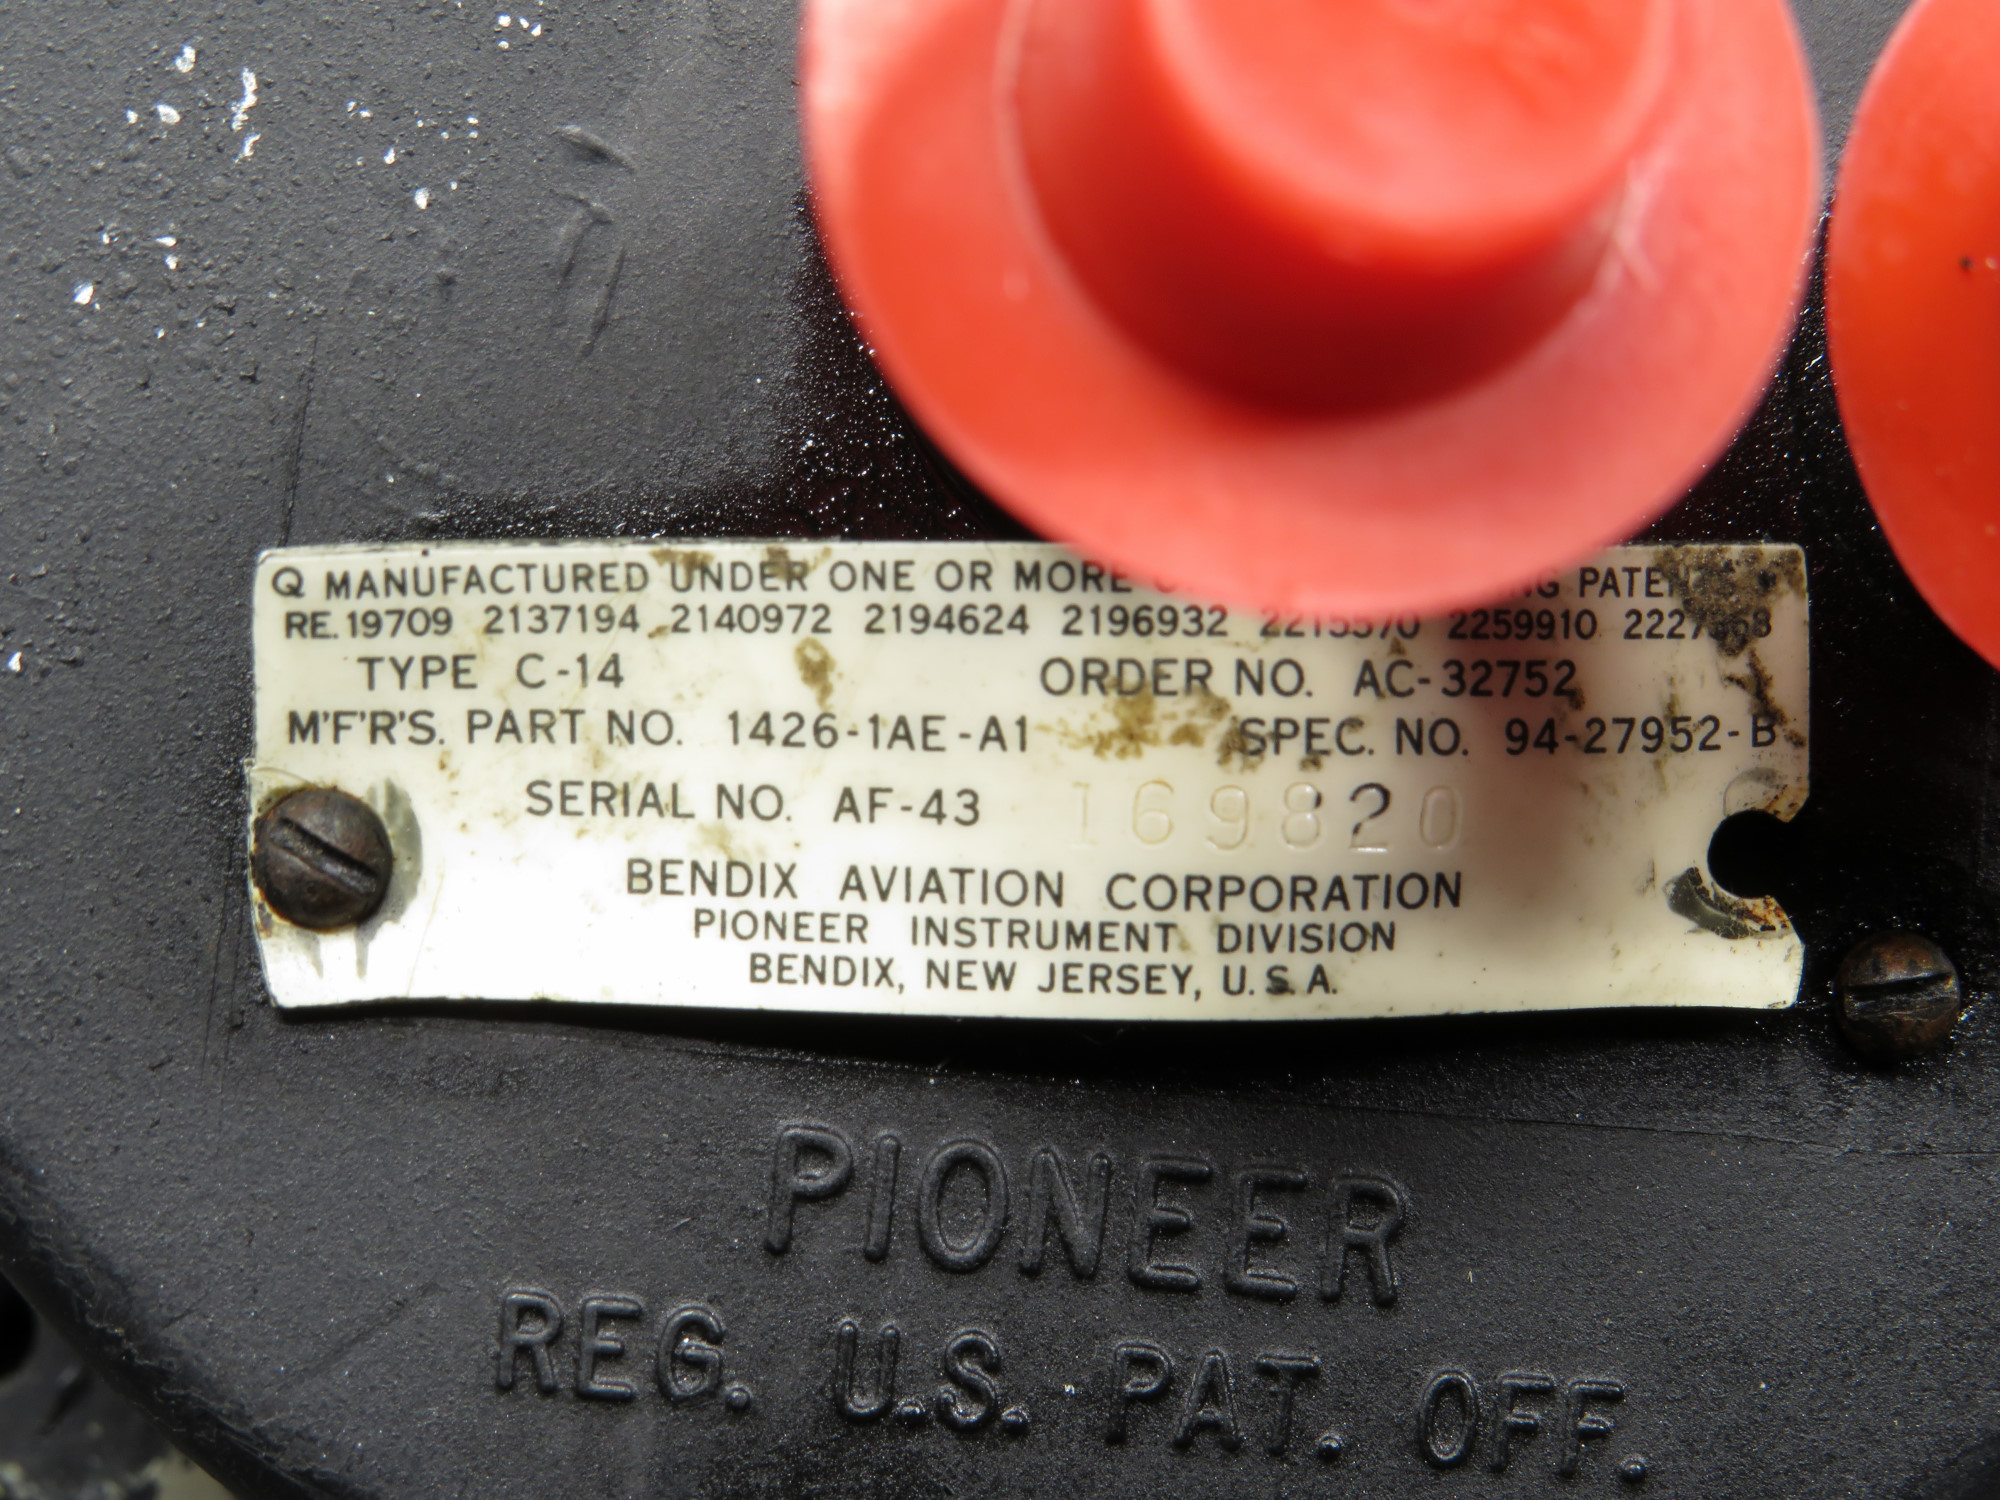 Q MANUFACTURED UNDER ONE OR MORE
RE. 19709 2137194 2140972 2194624 2196932 2259910
TYPE C-14 ORDER NO. AC-32752
M'F'R'S. PART NO. 1426-1AE-A1 SPEC. NO. 94-27952-B
SERIAL NO. AF-43 169820
BENDIX AVIATION CORPORATION
PIONEER INSTRUMENT DIVISION
BENDIX, NEW JERSEY, U.S.A.
PIONEER
REG. U.S. PAT. OFF.